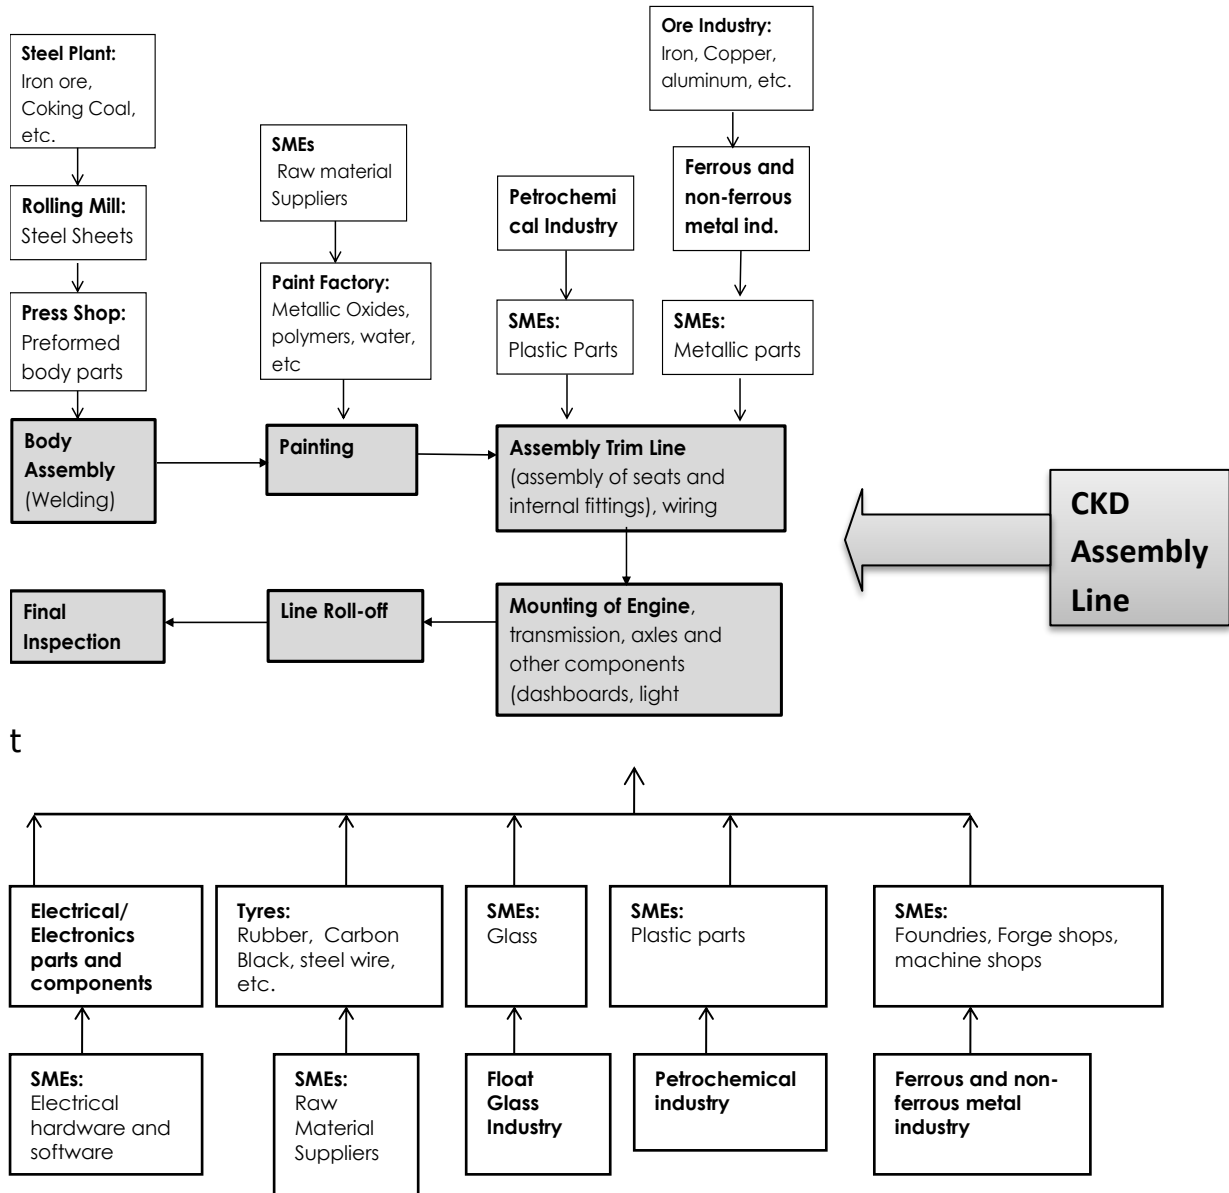 Steel Plant:
Iron ore,
Coking Coal,
etc.
Ore Industry:
Iron, Copper,
aluminum, etc.
SMEs
Raw material
Suppliers
Rolling Mill:
Steel Sheets
Petrochemi
cal Industry
Ferrous and
non-ferrous
metal ind.
Press Shop:
Preformed
body parts
Paint Factory:
Metallic Oxides,
polymers, water,
etc
SMEs:
Plastic Parts
SMEs:
Metallic parts
Body
Assembly
(Welding)
Painting
Assembly Trim Line
(assembly of seats and
internal fittings), wiring
CKD
Assembly
Line
Final
Inspection
Line Roll-off
Mounting of Engine,
transmission, axles and
other components
(dashboards, light
t
Electrical/
Electronics
parts and
components
Tyres:
Rubber, Carbon
Black, steel wire,
etc.
SMEs:
Glass
SMEs:
Plastic parts
SMEs:
Foundries, Forge shops,
machine shops
SMEs:
Electrical
hardware and
software
SMEs:
Raw
Material
Suppliers
Float
Glass
Industry
Petrochemical
industry
Ferrous and non-
ferrous metal
industry